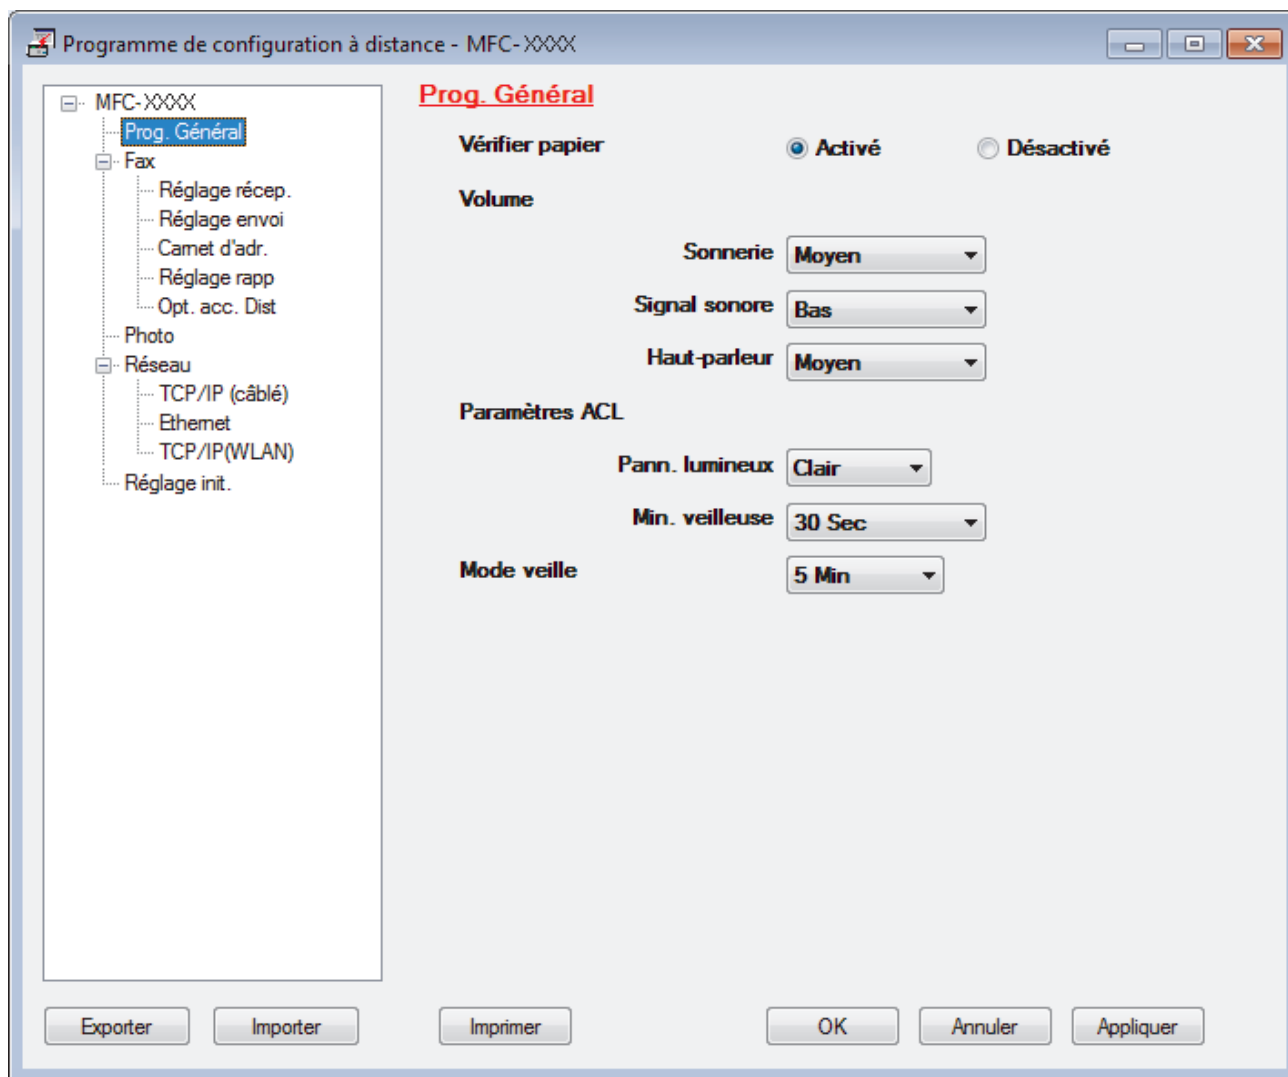 Programme de configuration à distance - MFC-XXXX
MFC-XXXX
Prog. Général
Fax
Réglage récep.
Réglage envoi
Carnet d'adr.
Réglage rapp
Opt. acc. Dist
Photo
Réseau
TCP/IP (câblé)
Ethernet
TCP/IP(WLAN)
Réglage init.
Prog. Général
Vérifier papier Activé Désactivé
Volume
Sonnerie Moyen
Signal sonore Bas
Haut-parleur Moyen
Paramètres ACL
Pann. lumineux Clair
Min. veilleuse 30 Sec
Mode veille 5 Min
Exporter Importer Imprimer OK Annuler Appliquer